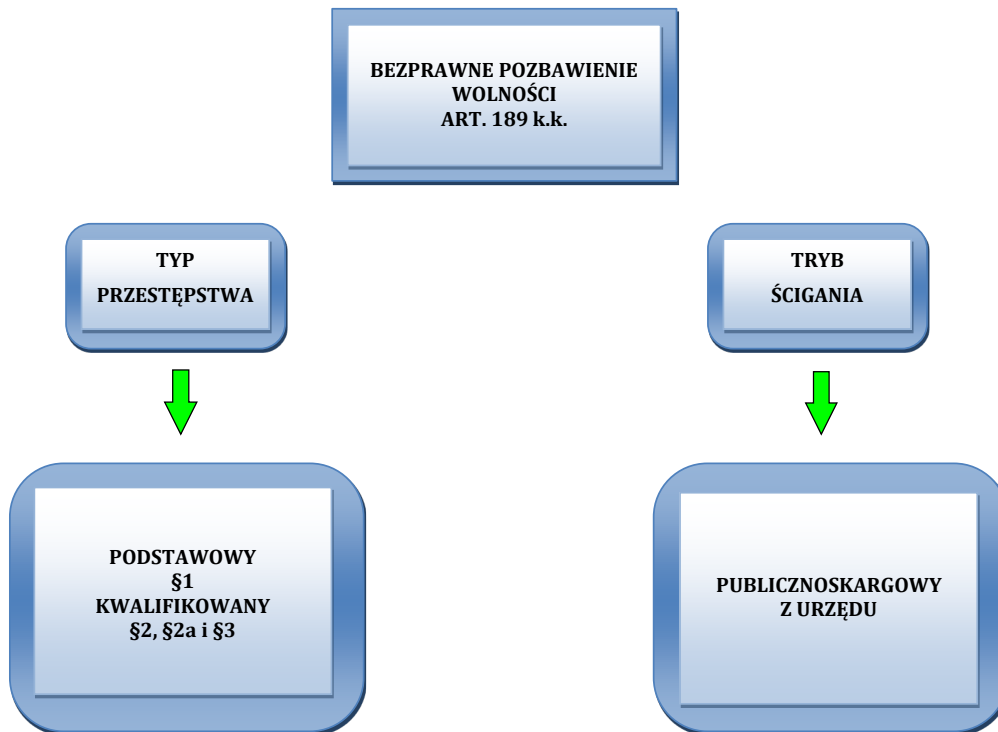 BEZPRAWNE POZBAWIENIE
WOLNOŚCI
ART. 189 k.k.
TYP
PRZESTĘPSTWA
TRYB
ŚCIGANIA
PODSTAWOWY
§1
KWALIFIKOWANY
§2, §2a i §3
PUBLICZNOSKARGOWY
Z URZĘDU